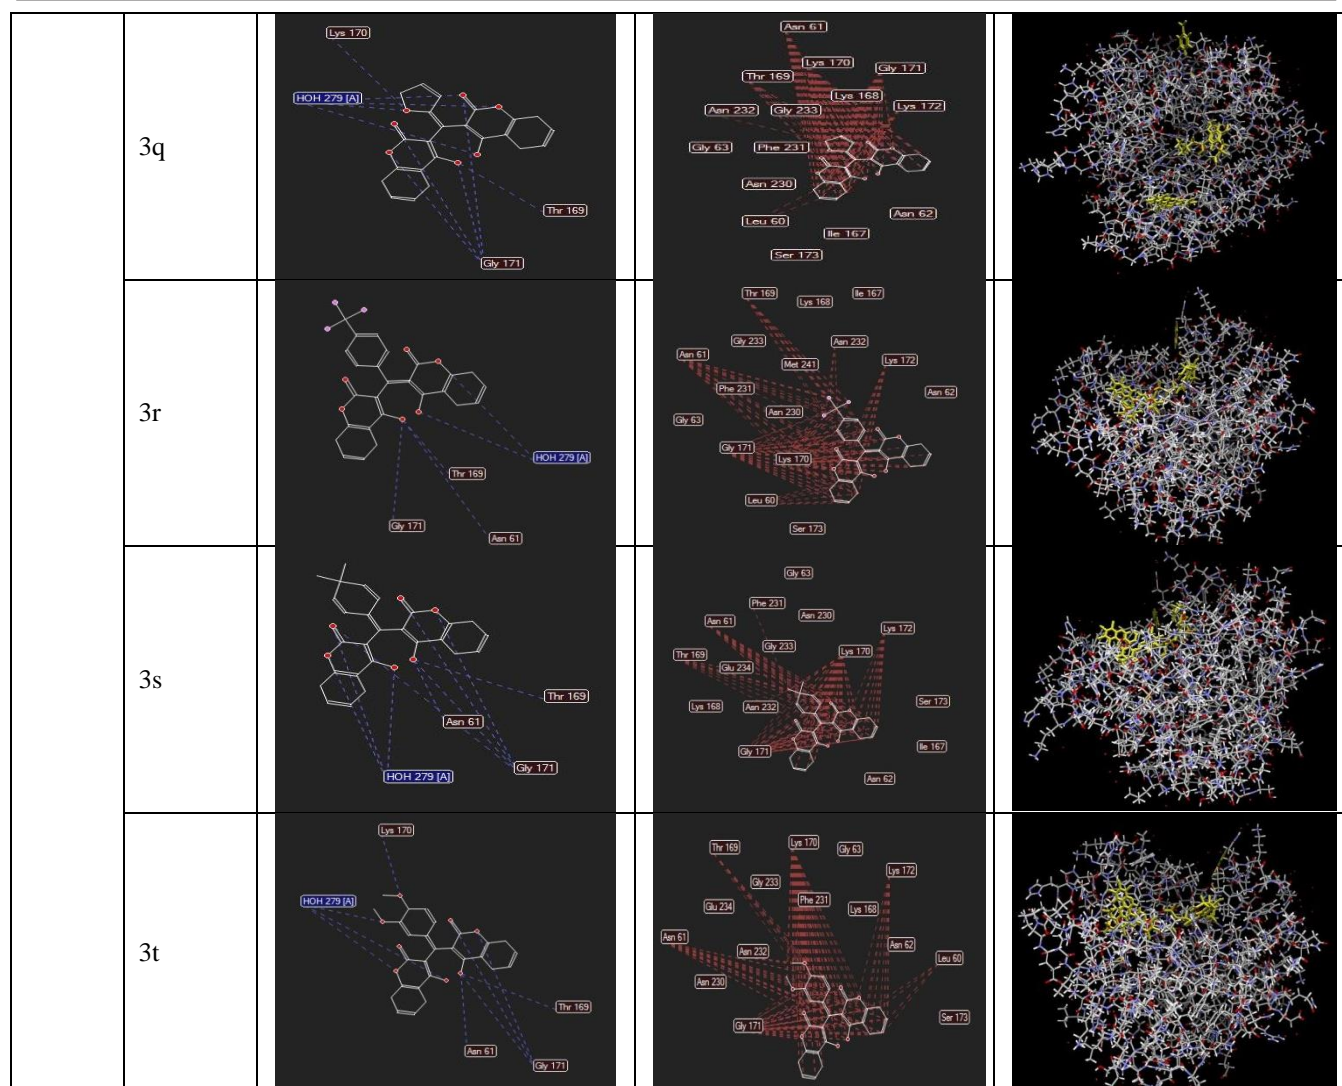 3q
Lys 170
HOH 279 [A]
Thr 169
Gly 171
Asn 61
Lys 170
Gly 171
Thr 169
Lys 168
Lys 172
Asn 232
Gly 233
Gly 63
Phe 231
Asn 230
Asn 62
Leu 60
Ile 167
Ser 173
3r
HOH 279 [A]
Thr 169
Gly 171
Asn 61
Thr 169
Lys 168
Ile 167
Gly 233
Asn 232
Asn 61
Met 241
Lys 172
Phe 231
Asn 62
Asn 230
Gly 63
Gly 171
Lys 170
Leu 60
Ser 173
3s
Thr 169
Asn 61
Gly 171
HOH 279 [A]
Gly 63
Phe 231
Asn 230
Asn 61
Lys 172
Gly 233
Thr 169
Lys 170
Glu 234
Ser 173
Lys 168
Asn 232
Gly 171
Ile 167
Asn 62
3t
Lys 170
HOH 279 [A]
Thr 169
Asn 61
Gly 171
Thr 169
Lys 170
Gly 63
Lys 172
Gly 233
Phe 231
Glu 234
Lys 168
Asn 61
Asn 232
Asn 62
Leu 60
Asn 230
Gly 171
Ser 173